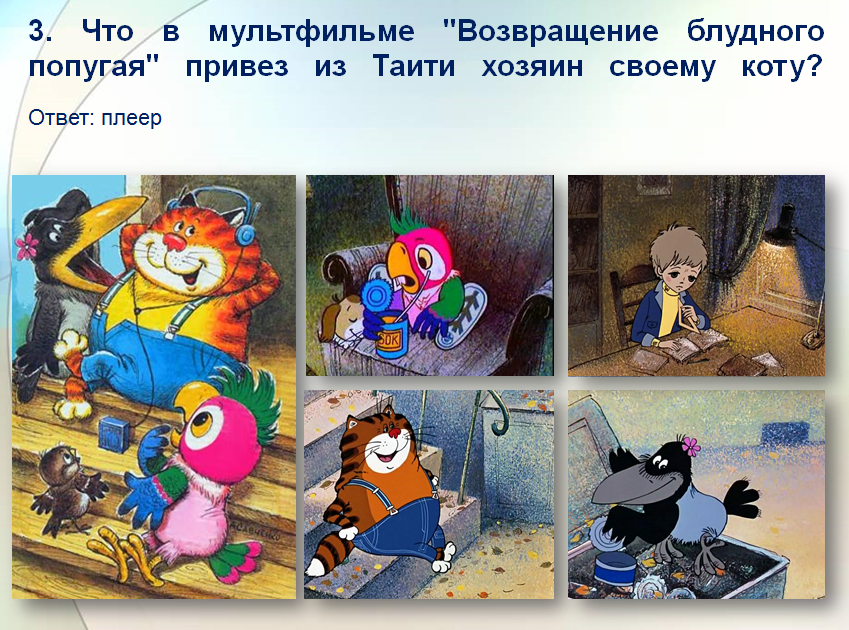 3. Что в мультфильме "Возвращение блудного
попугая" привез из Таити хозяин своему коту?
Ответ: плеер
SOK